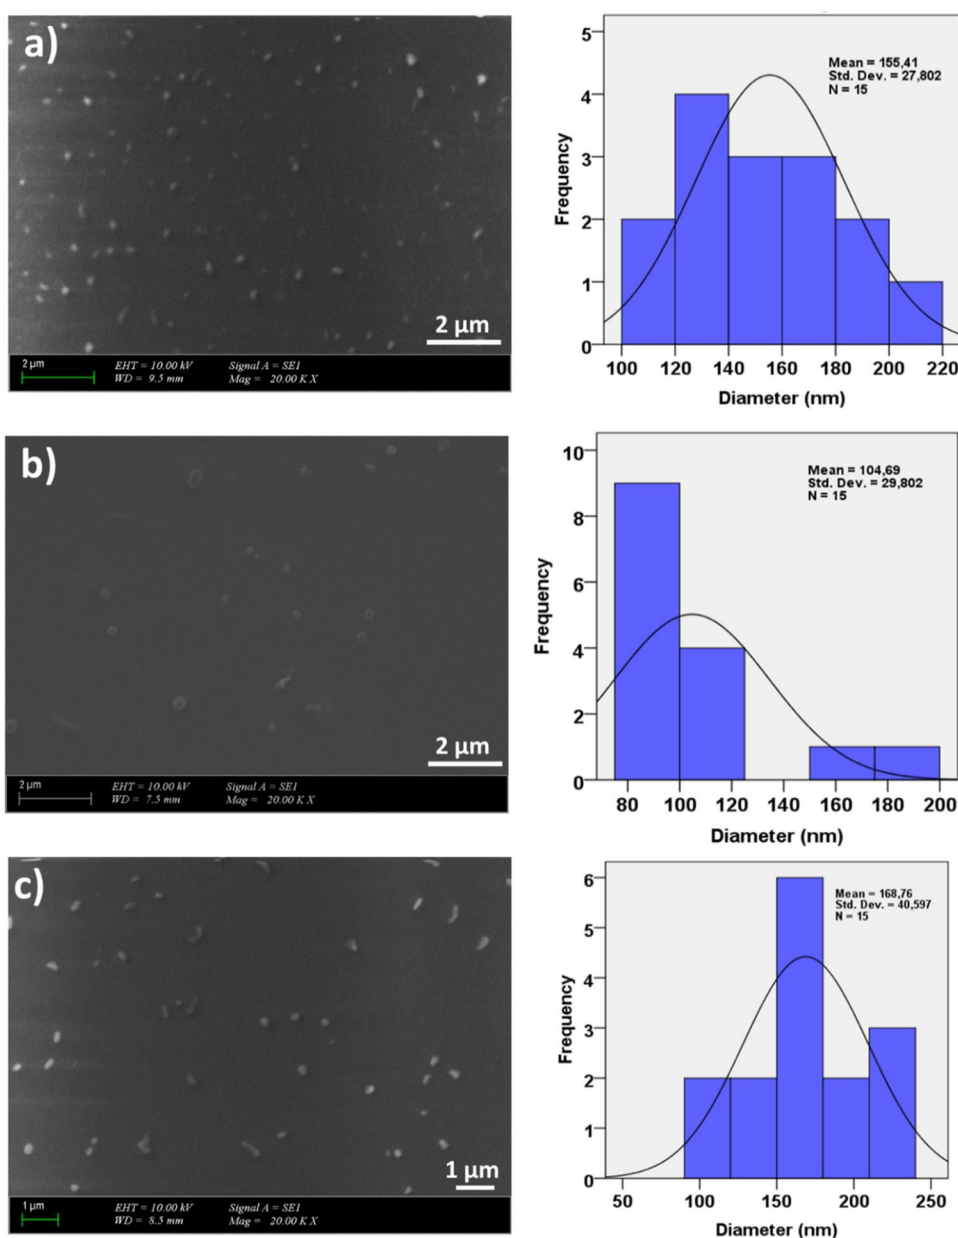 a)
2 μm
2 μm
EHT = 10.00 kV Signal A = SE1
WD = 9.5 mm Mag = 20.00 K X
5
4
3
2
1
0
Frequency
Mean = 155,41
Std. Dev. = 27,802
N = 15
100 120 140 160 180 200 220
Diameter (nm)
b)
2 μm
2 μm
EHT = 10.00 kV Signal A = SE1
WD = 7.5 mm Mag = 20.00 K X
10
8
6
4
2
0
Frequency
Mean = 104,69
Std. Dev. = 29,802
N = 15
80 100 120 140 160 180 200
Diameter (nm)
c)
1 μm
1 μm
EHT = 10.00 kV Signal A = SE1
WD = 8.5 mm Mag = 20.00 K X
6
5
4
3
2
1
0
Frequency
Mean = 168,76
Std. Dev. = 40,597
N = 15
50 100 150 200 250
Diameter (nm)